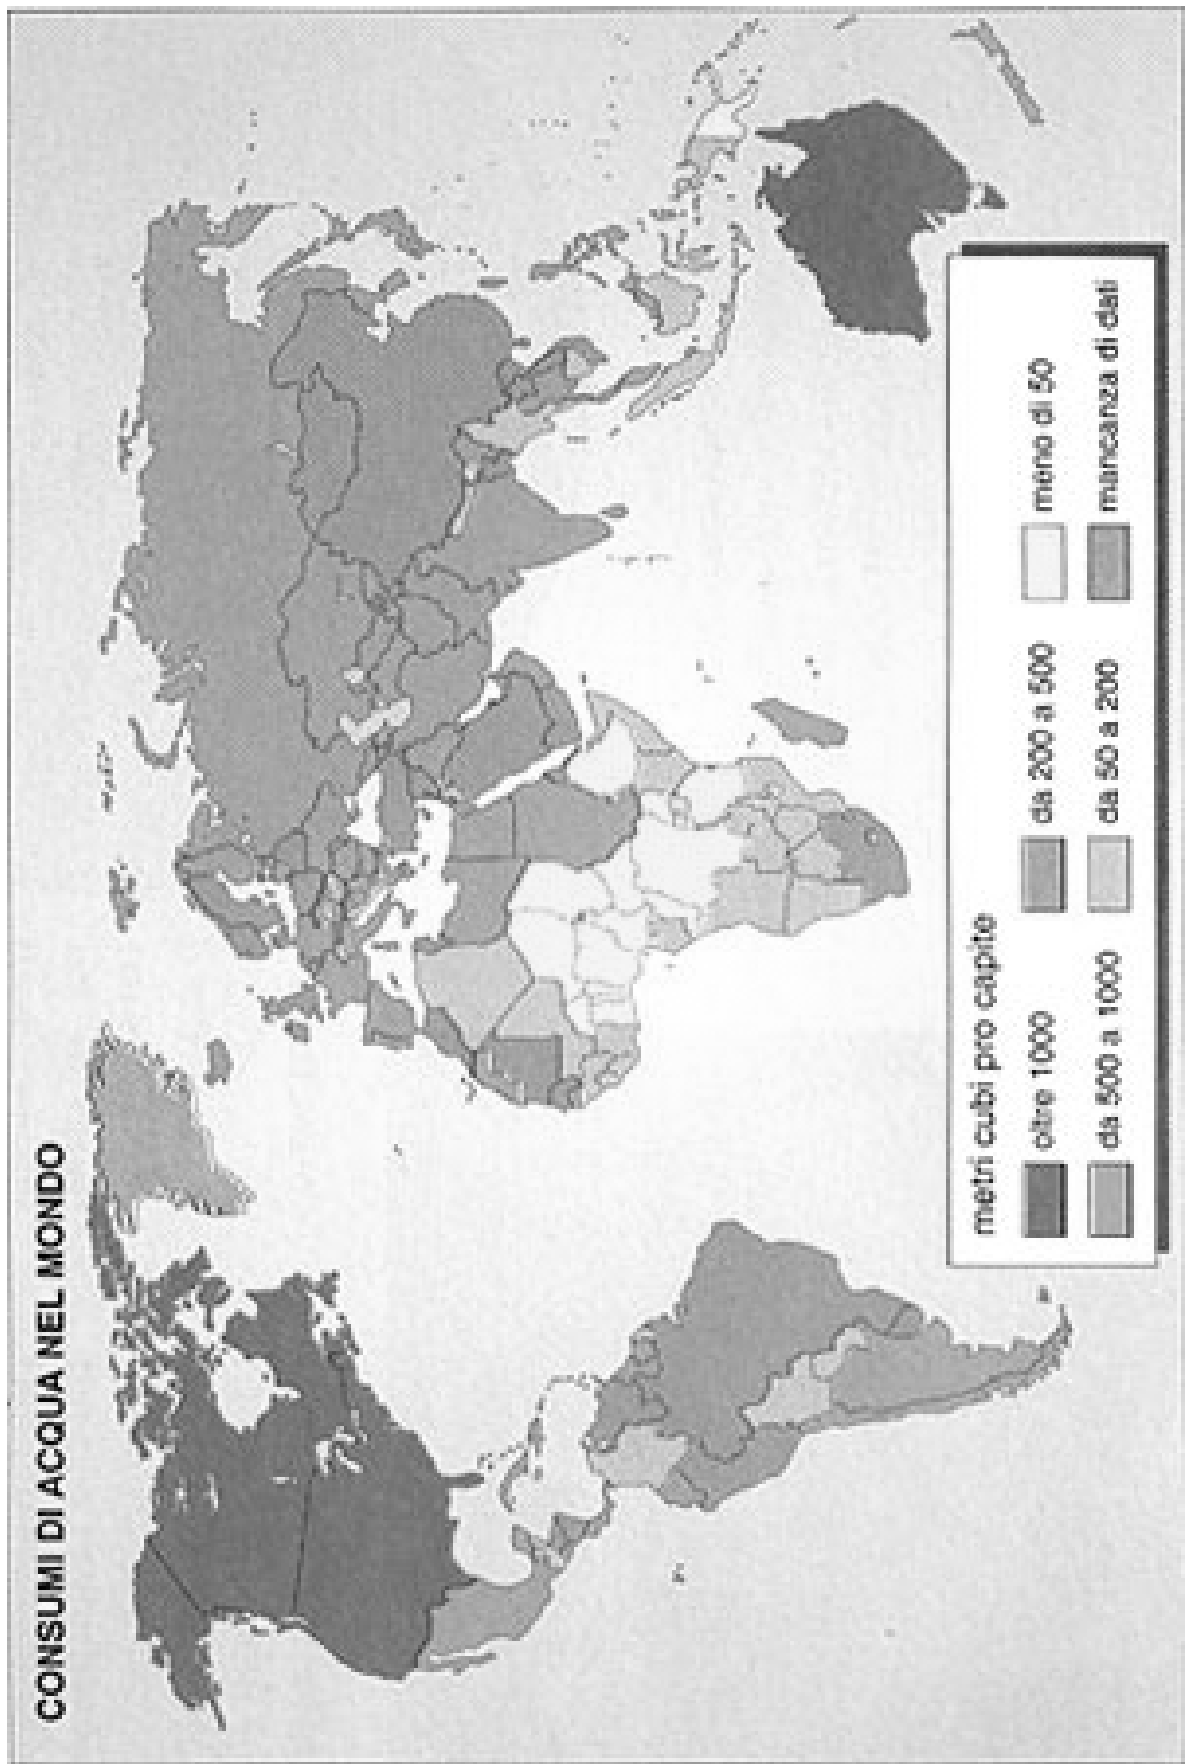 CONSUMI DI ACQUA NEL MONDO
metri cubi pro capite
oltre 1000
da 200 a 500
meno di 50
da 500 a 1000
da 50 a 200
mancanza di dati